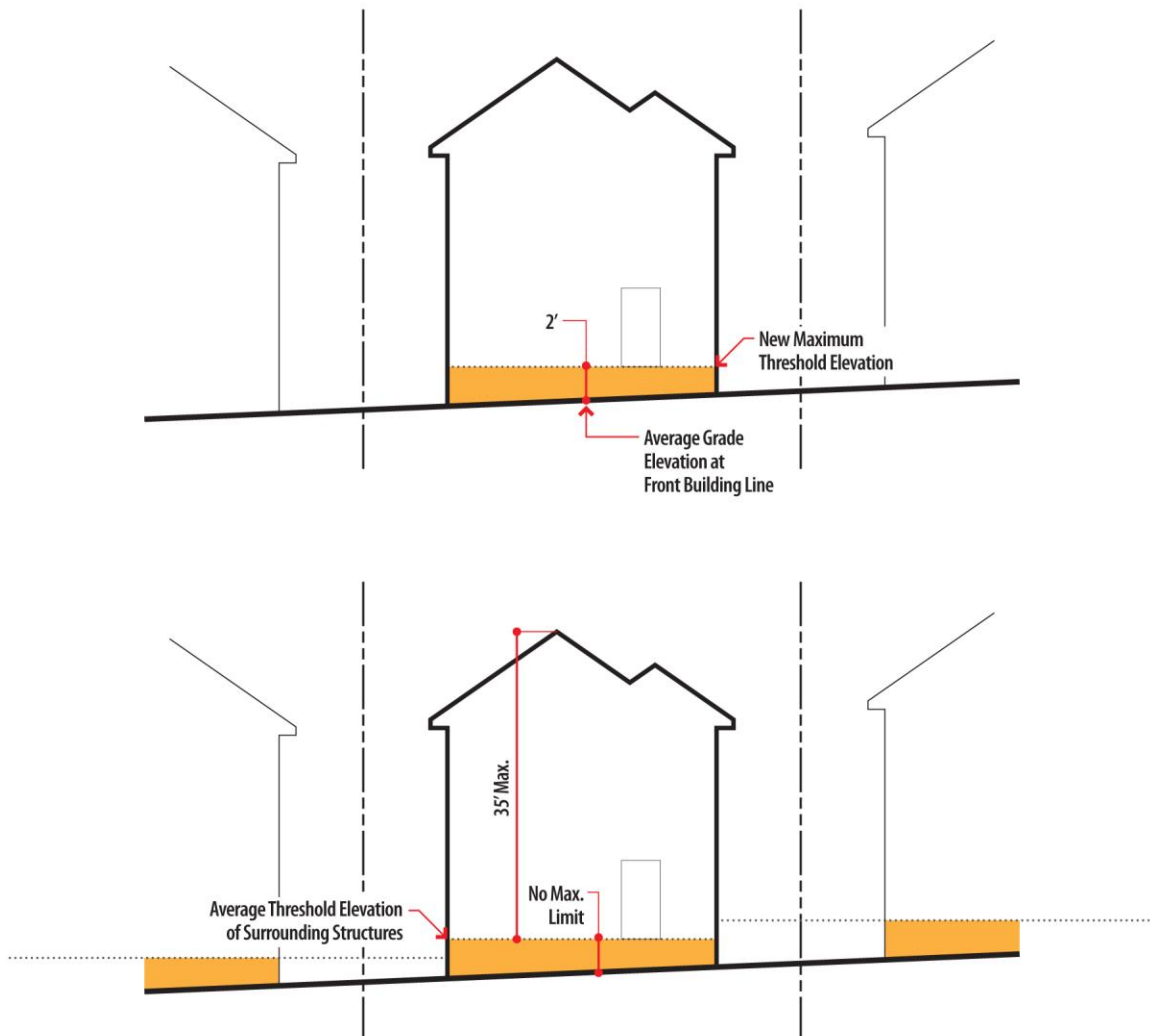 2′
New Maximum
Threshold Elevation
Average Grade
Elevation at
Front Building Line
35′ Max.
Average Threshold Elevation
of Surrounding Structures
No Max.
Limit